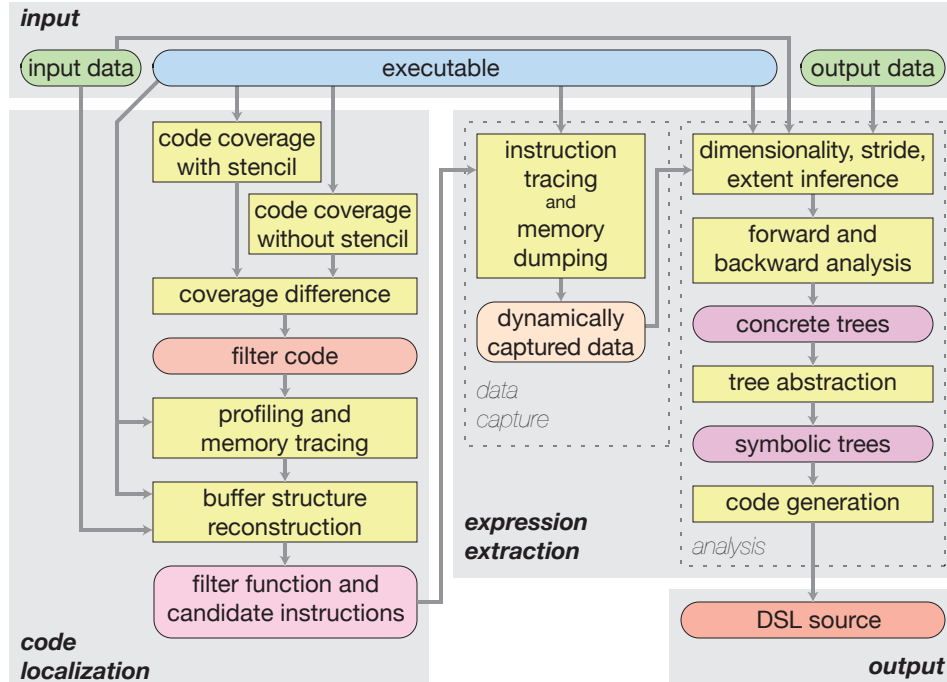 input
input data
executable
output data
code coverage
with stencil
code coverage
without stencil
coverage difference
filter code
profiling and
memory tracing
buffer structure
reconstruction
filter function and
candidate instructions
code
localization
instruction
tracing
and
memory
dumping
dynamically
captured data
data
capture
expression
extraction
dimensionality, stride,
extent inference
forward and
backward analysis
concrete trees
tree abstraction
symbolic trees
code generation
analysis
DSL source
output